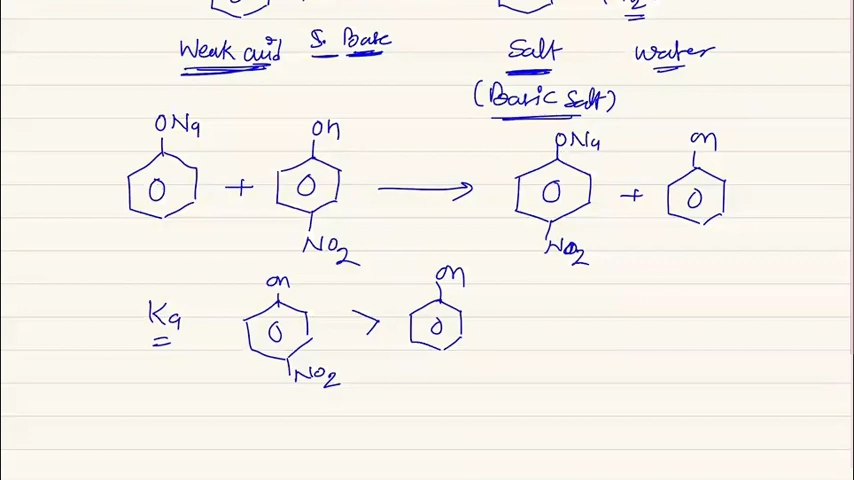 Weak acid S. Base Salt water
(Basic Salt)
ONa OH ONa OH
+ → +
NO2 NO2
Ka OH > OH
NO2